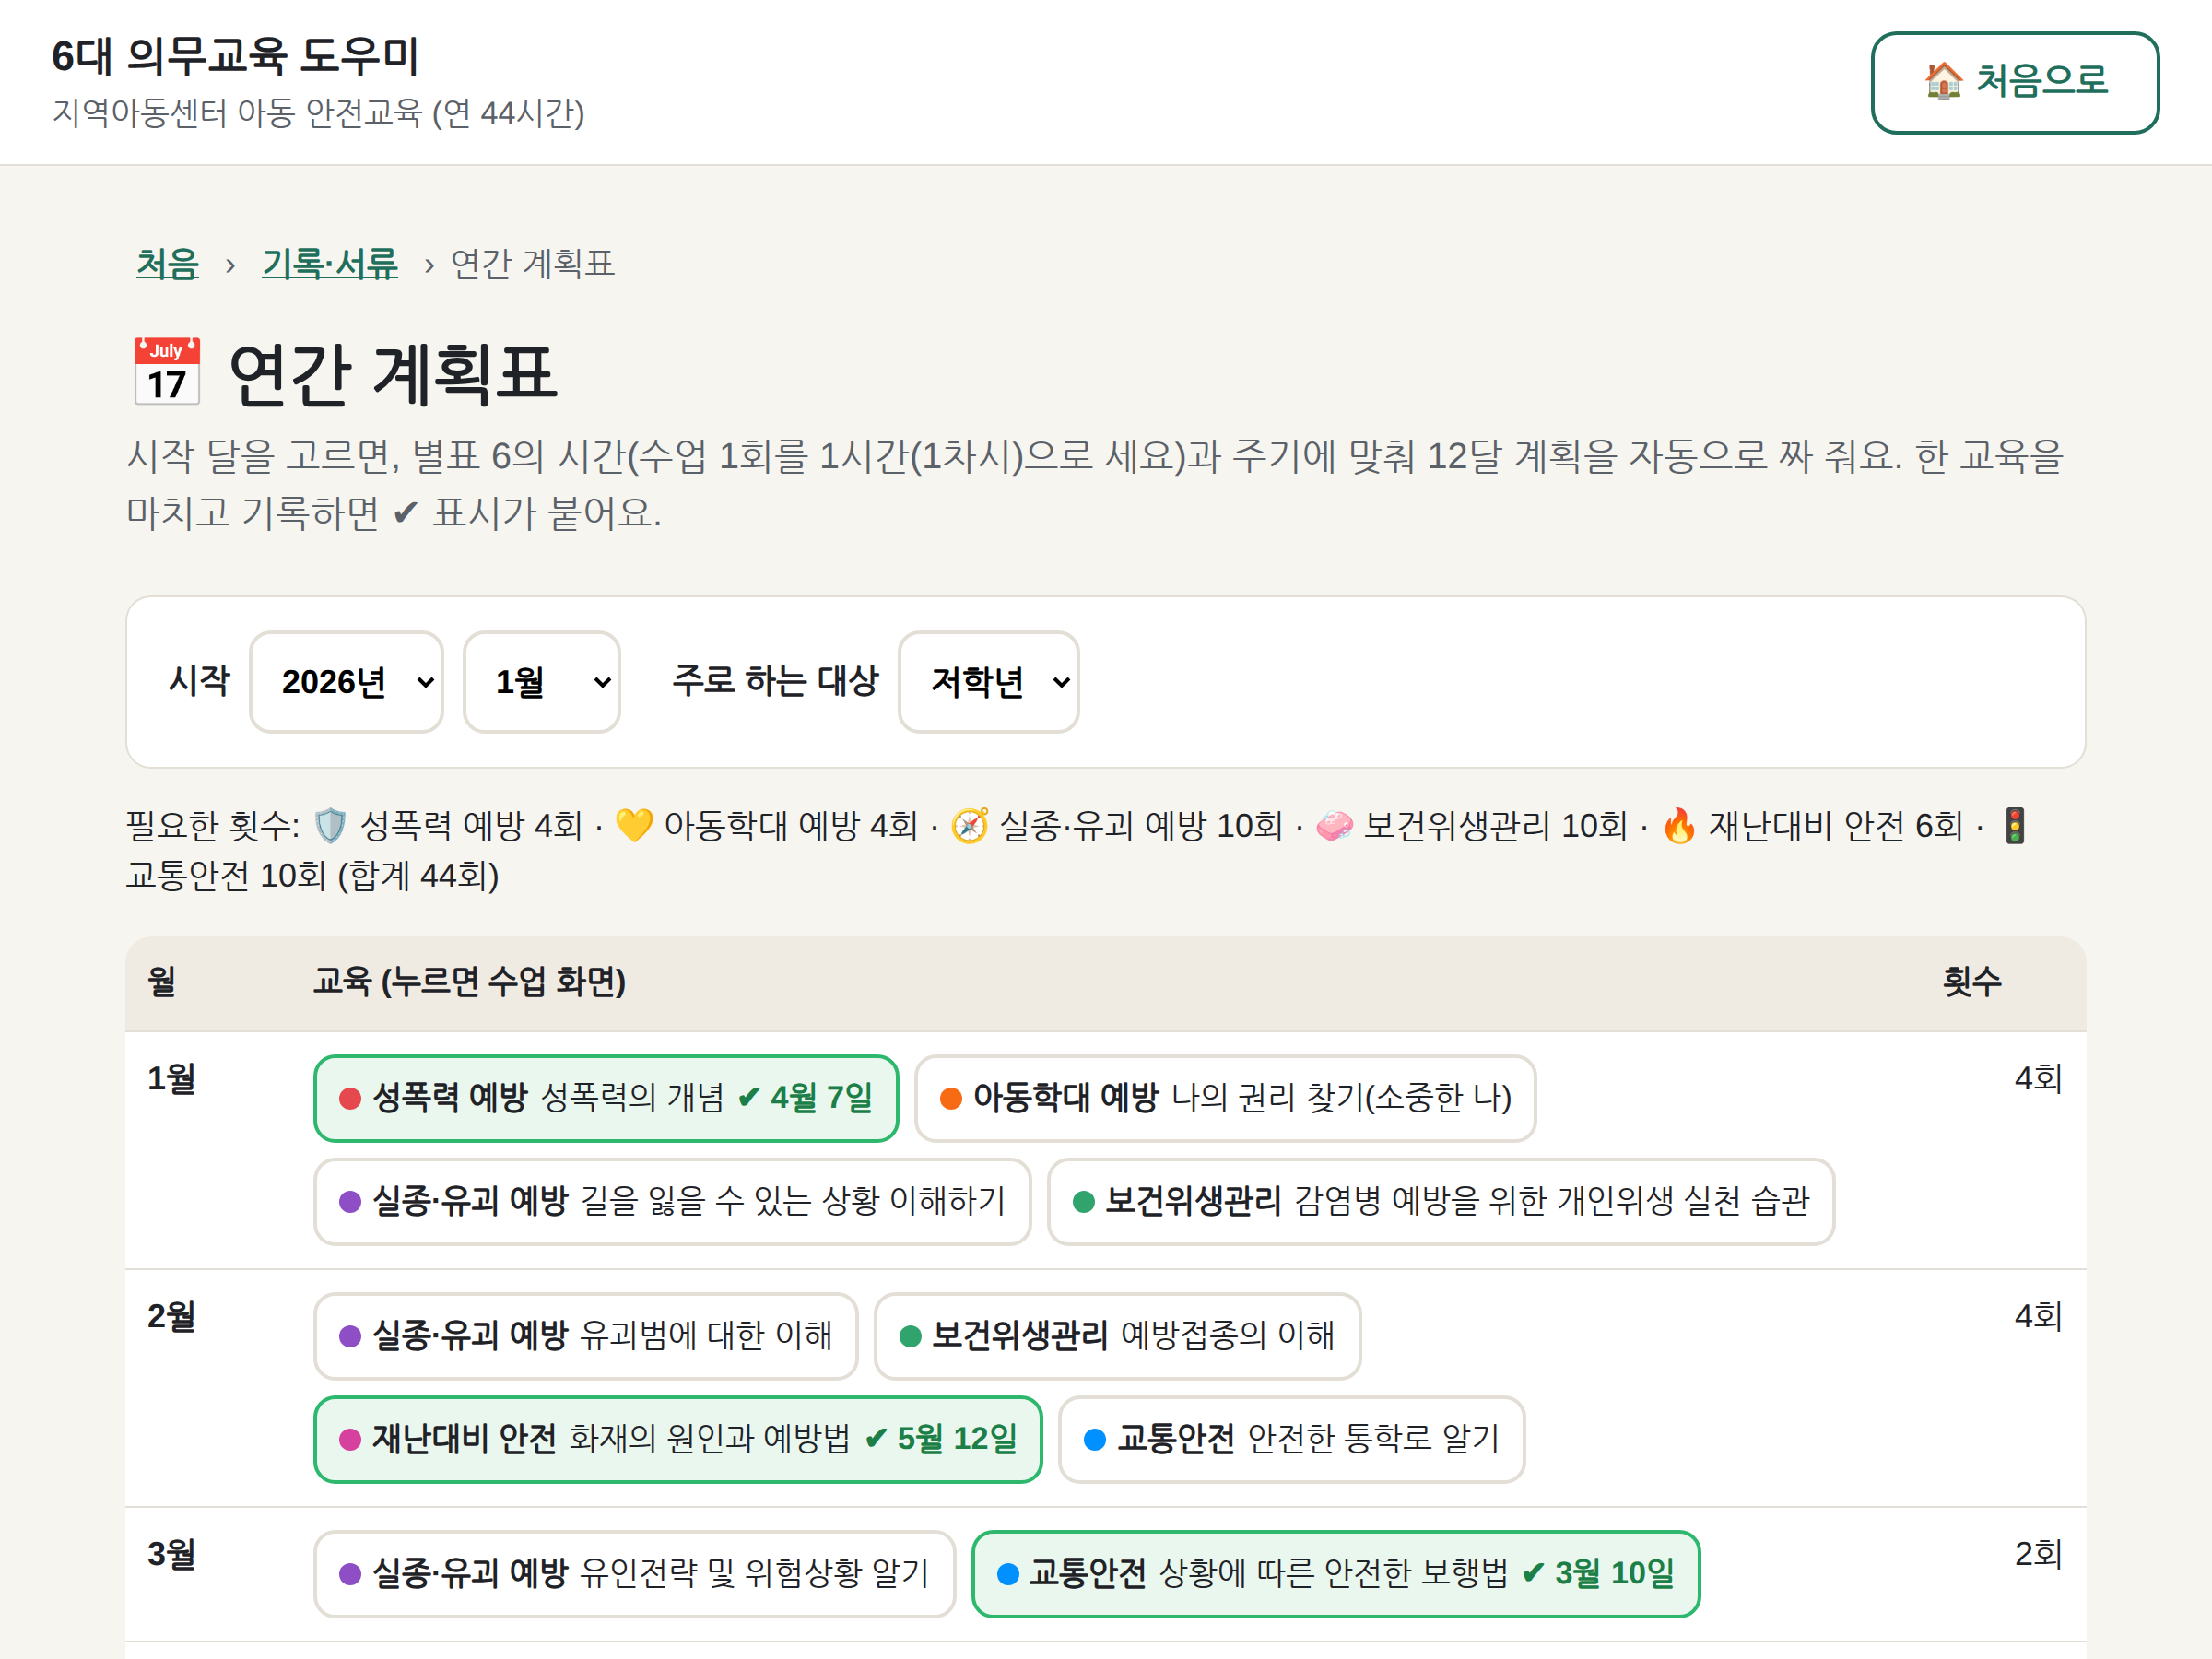 6대 의무교육 도우미
지역아동센터 아동 안전교육 (연 44시간)
🏠 처음으로
처음 › 기록·서류 › 연간 계획표
📅 연간 계획표
시작 달을 고르면, 별표 6의 시간(수업 1회를 1시간(1차시)으로 세요)과 주기에 맞춰 12달 계획을 자동으로 짜 줘요. 한 교육을
마치고 기록하면 ✔ 표시가 붙어요.
시작 2026년 1월 주로 하는 대상 저학년
필요한 횟수: 🛡️ 성폭력 예방 4회 · 💛 아동학대 예방 4회 · 🧭 실종·유괴 예방 10회 · 🧼 보건위생관리 10회 · 🔥 재난대비 안전 6회 · 🚦
교통안전 10회 (합계 44회)
월 교육 (누르면 수업 화면) 횟수
1월 성폭력 예방 성폭력의 개념 ✔ 4월 7일 아동학대 예방 나의 권리 찾기(소중한 나) 4회
실종·유괴 예방 길을 잃을 수 있는 상황 이해하기 보건위생관리 감염병 예방을 위한 개인위생 실천 습관
2월 실종·유괴 예방 유괴범에 대한 이해 보건위생관리 예방접종의 이해 4회
재난대비 안전 화재의 원인과 예방법 ✔ 5월 12일 교통안전 안전한 통학로 알기
3월 실종·유괴 예방 유인전략 및 위험상황 알기 교통안전 상황에 따른 안전한 보행법 ✔ 3월 10일 2회